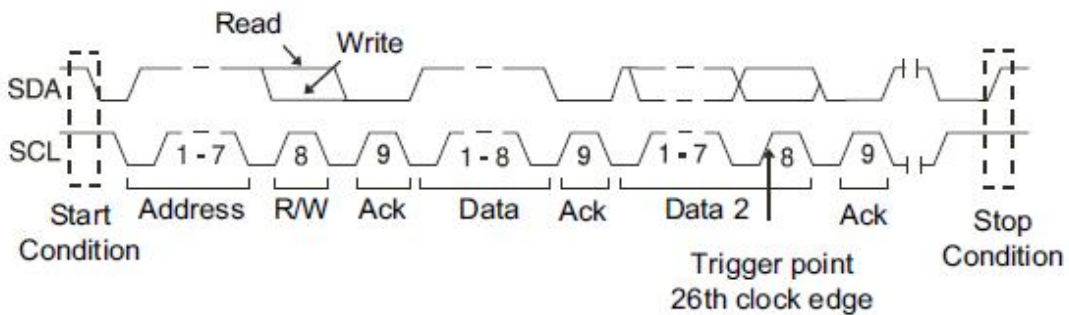 Read
Write
SDA
SCL
1 - 7
8
9
1 - 8
9
1 - 7
8
9
Start
Condition
Address
R/W
Ack
Data
Ack
Data 2
Ack
Stop
Condition
Trigger point
26th clock edge